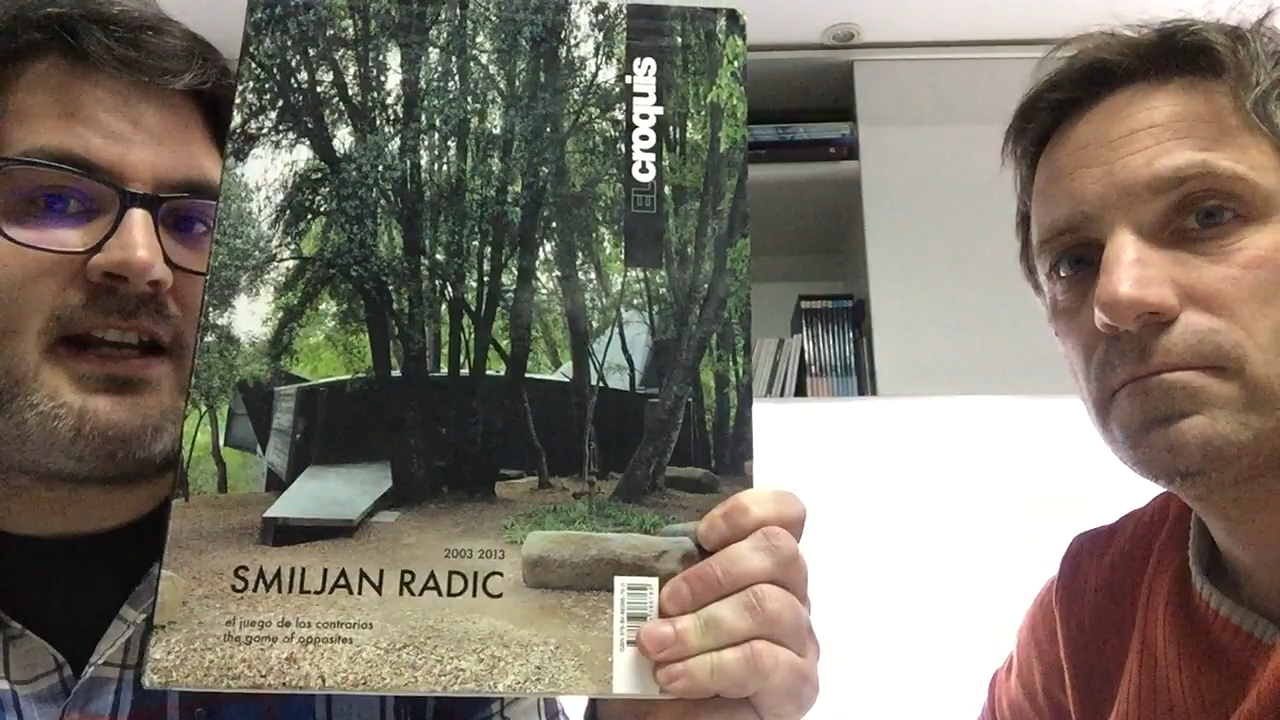 EL croquis
2003 2013
SMILJAN RADIC
el juego de los contrarios
the game of opposites